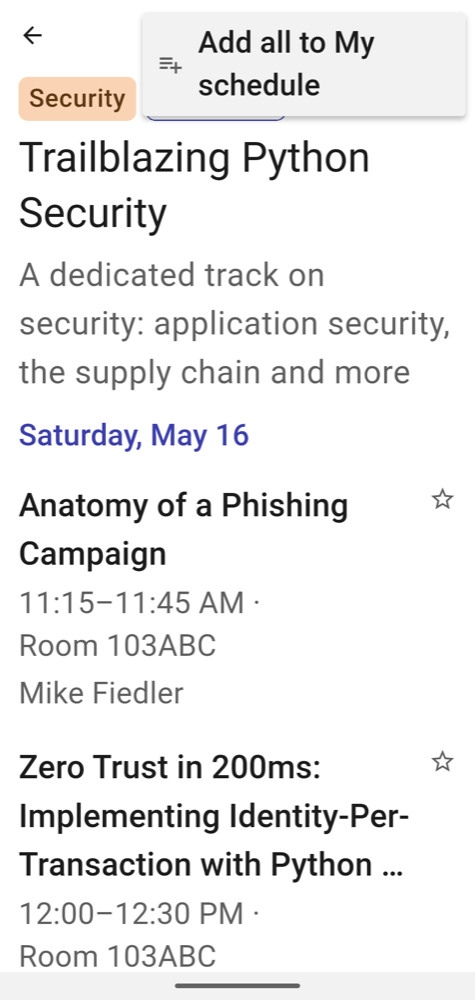 Add all to My
schedule
Security
Trailblazing Python
Security
A dedicated track on
security: application security,
the supply chain and more
Saturday, May 16
Anatomy of a Phishing
Campaign
11:15–11:45 AM ·
Room 103ABC
Mike Fiedler
Zero Trust in 200ms:
Implementing Identity-Per-
Transaction with Python ...
12:00–12:30 PM ·
Room 103ABC